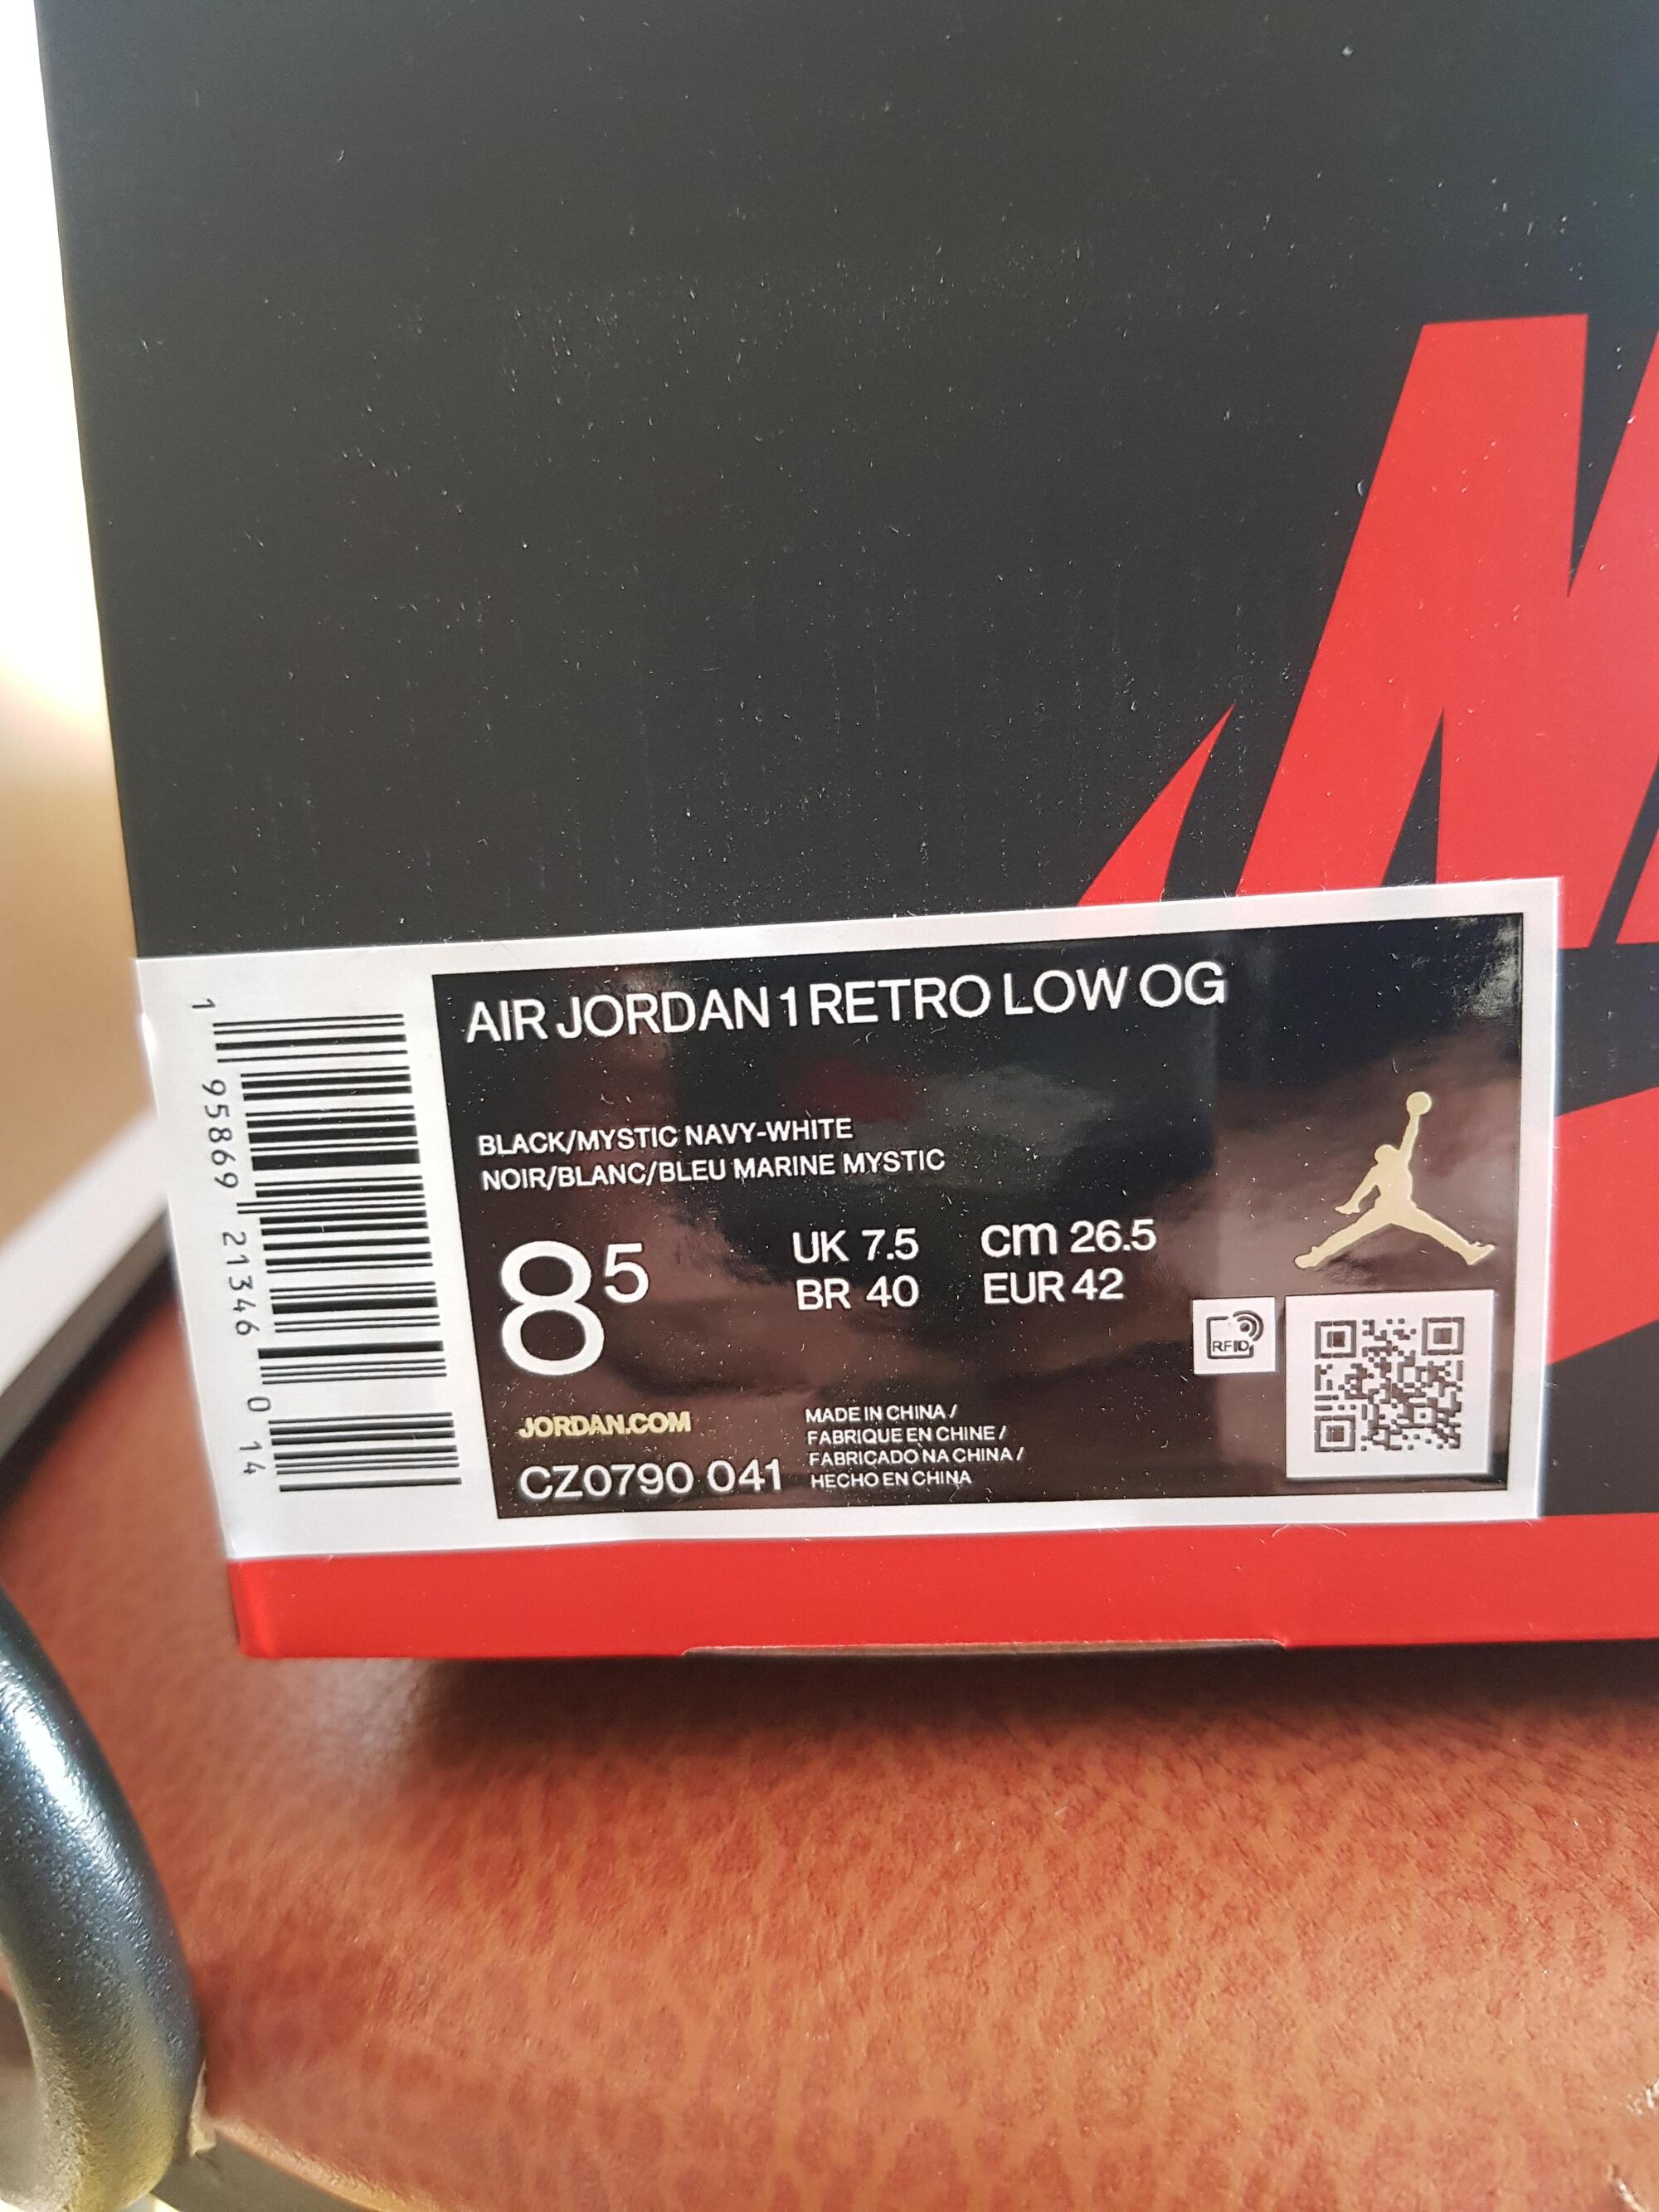 AIR JORDAN 1 RETRO LOW OG
BLACK/MYSTIC NAVY-WHITE
NOIR/BLANC/BLEU MARINE MYSTIC
8⁵
UK 7.5
cm 26.5
BR 40
EUR 42
RFID
JORDAN.COM
CZ0790 041
MADE IN CHINA /
FABRIQUE EN CHINE /
FABRICADO NA CHINA /
HECHO EN CHINA
1 95869 21346 0 14